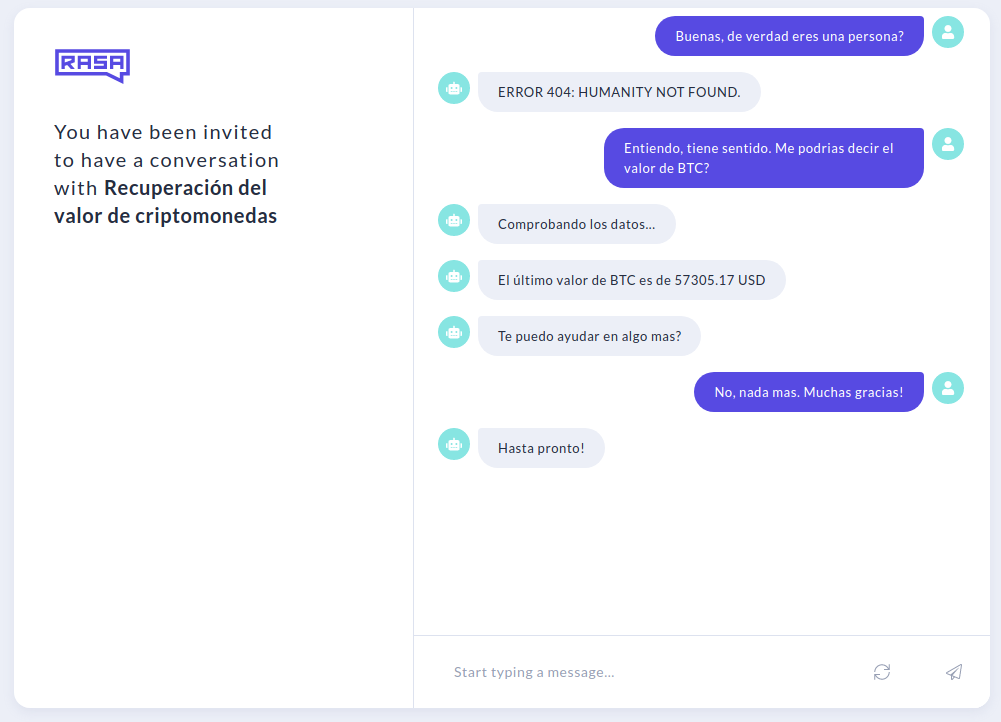 RASA
You have been invited
to have a conversation
with Recuperación del
valor de criptomonedas
Buenas, de verdad eres una persona?
ERROR 404: HUMANITY NOT FOUND.
Entiendo, tiene sentido. Me podrias decir el
valor de BTC?
Comprobando los datos...
El último valor de BTC es de 57305.17 USD
Te puedo ayudar en algo mas?
No, nada mas. Muchas gracias!
Hasta pronto!
Start typing a message...